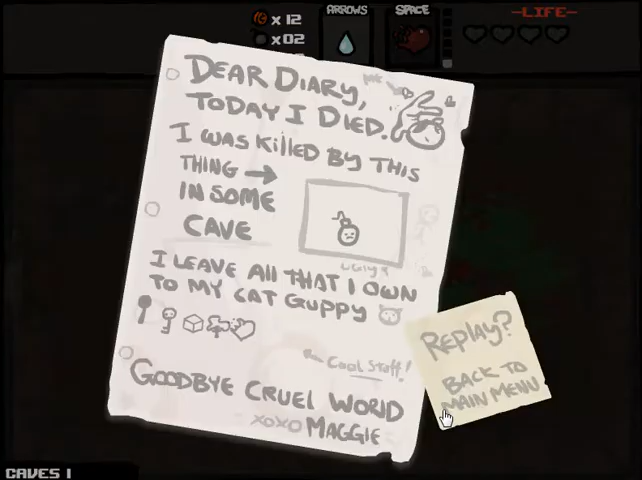 x 12
ARROWS
SPACE
—LIFE—
x 02
DEAR DIARY,
TODAY I DIED.
I WAS KILLED BY THIS
THING →
IN SOME
CAVE
UGLY
I LEAVE ALL THAT I OWN
TO MY CAT GUPPY
COOL STUFF!
GOODBYE CRUEL WORLD
XOXO MAGGIE
REPLAY?
BACK TO
MAIN MENU
CAVES I